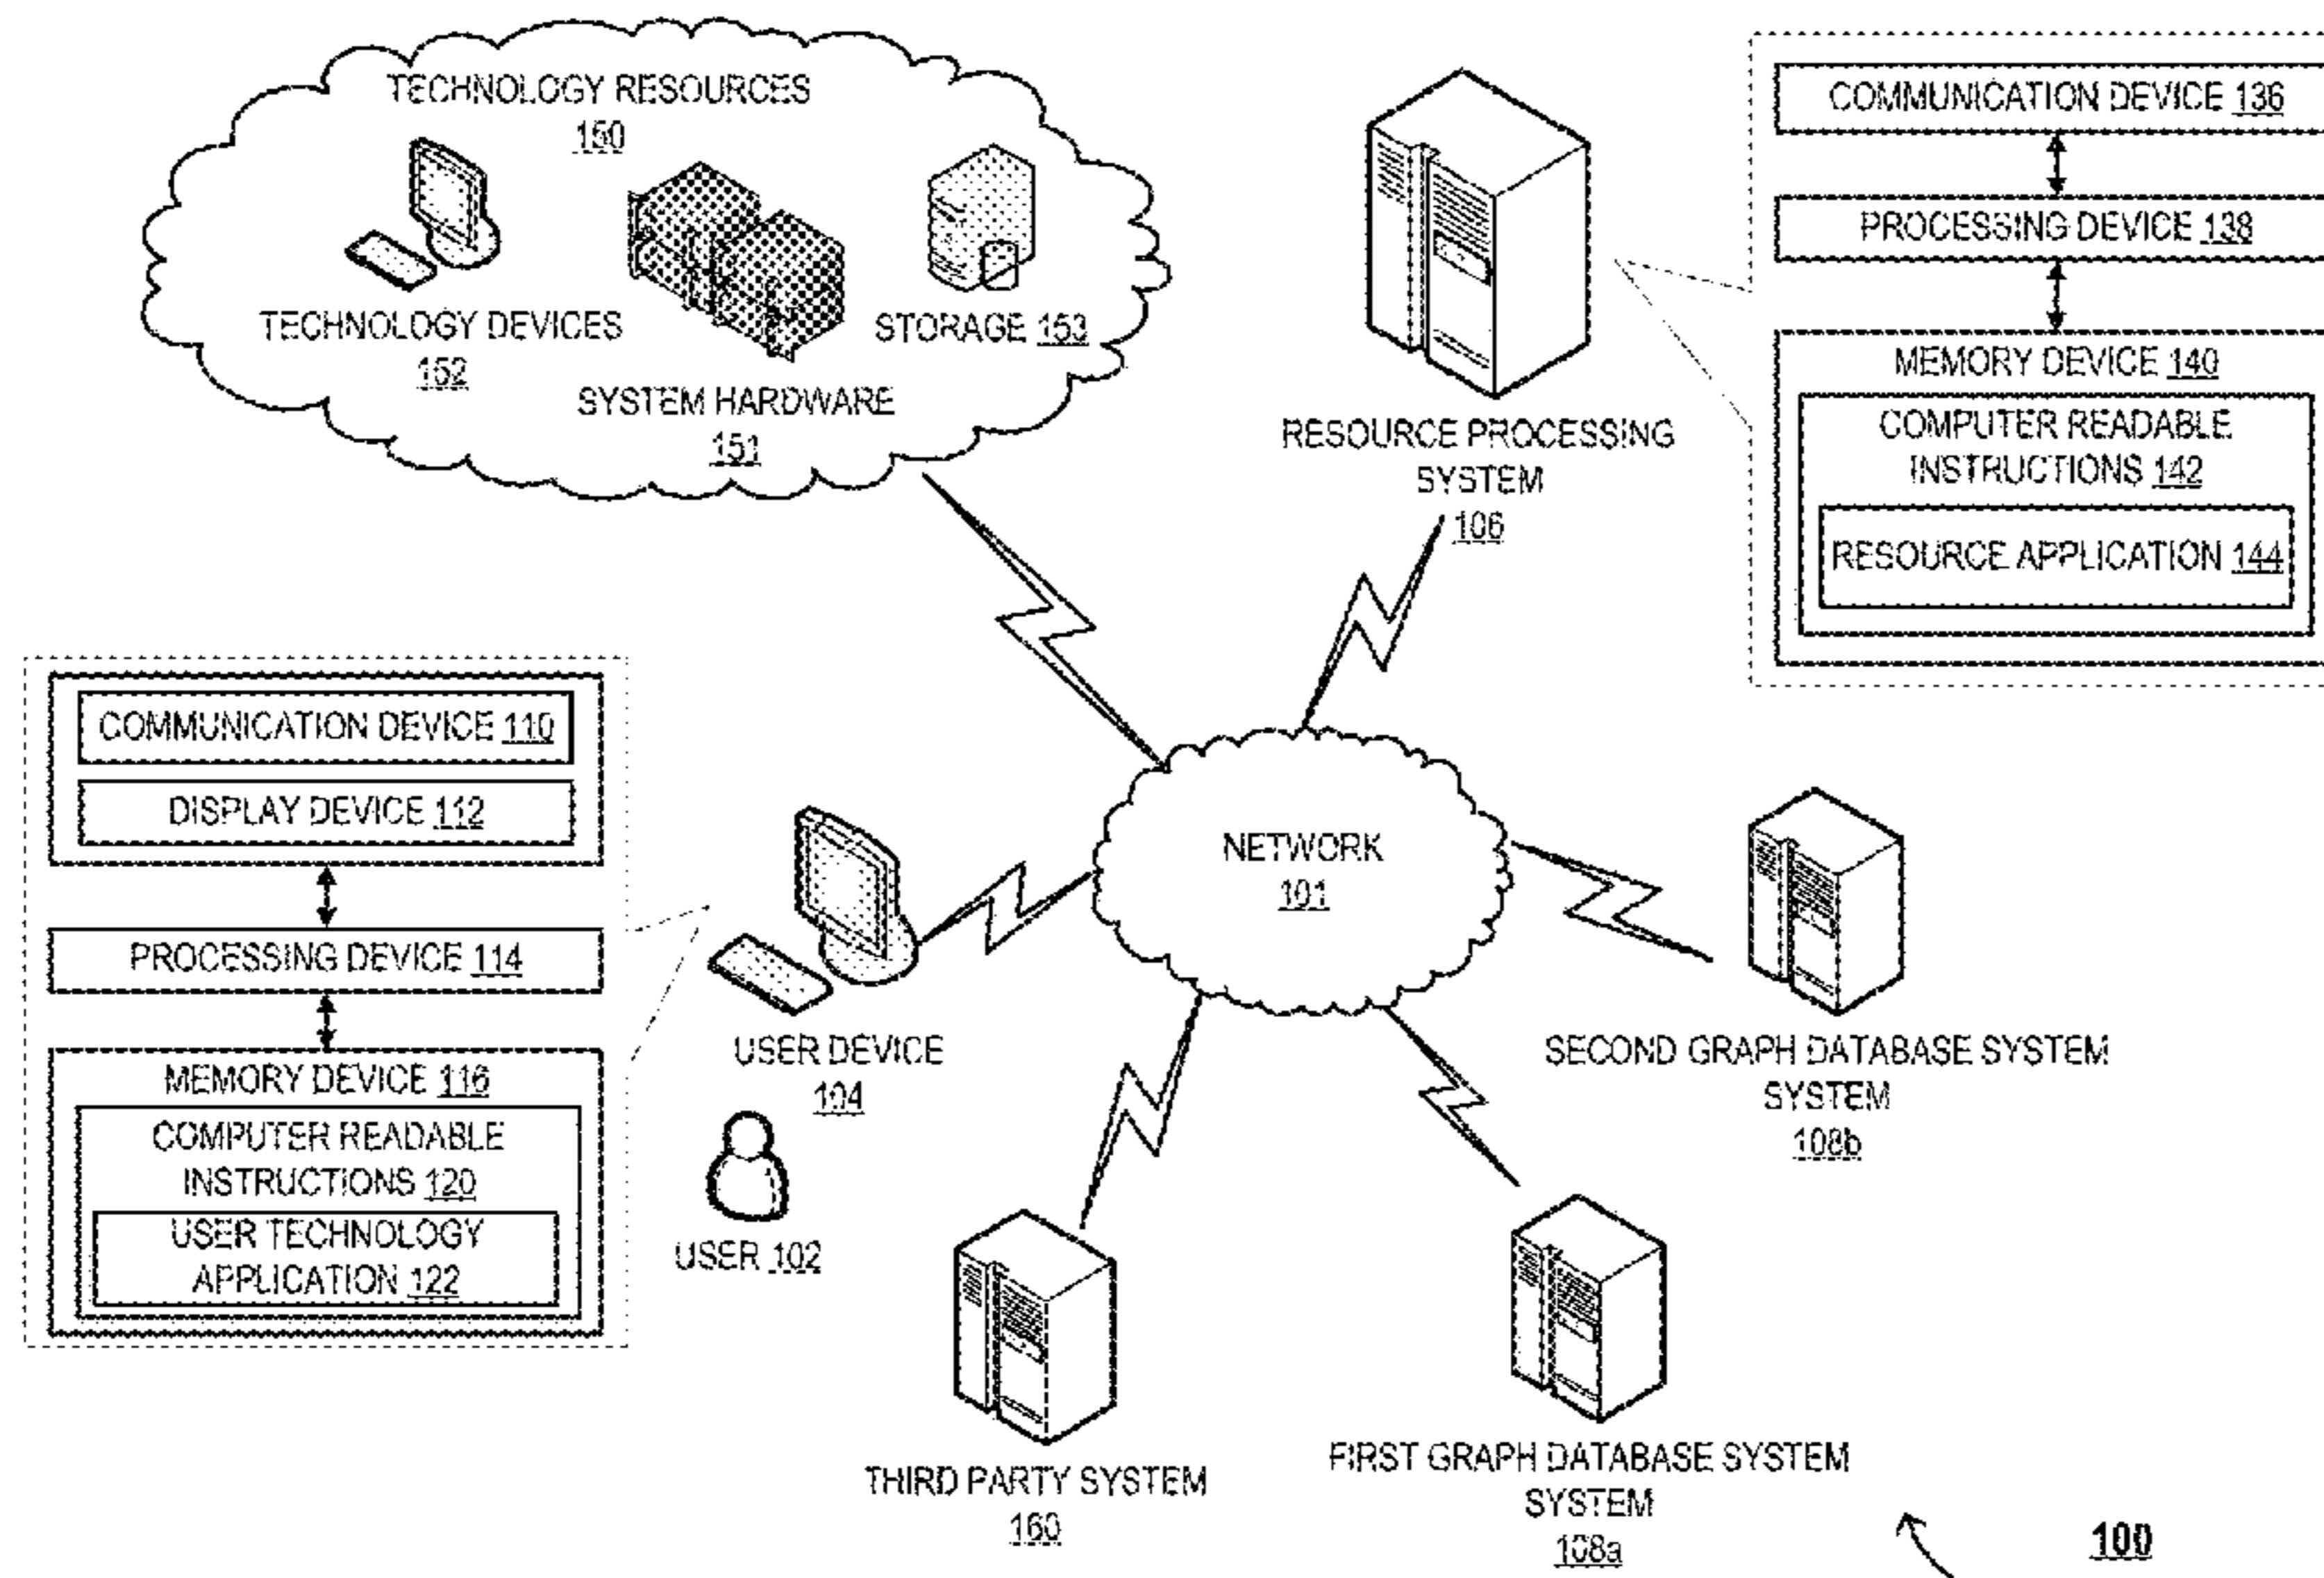 TECHNOLOGY RESOURCES
150
TECHNOLOGY DEVICES
152
SYSTEM HARDWARE
151
STORAGE 153
RESOURCE PROCESSING
SYSTEM
106
COMMUNICATION DEVICE 136
PROCESSING DEVICE 138
MEMORY DEVICE 140
COMPUTER READABLE
INSTRUCTIONS 142
RESOURCE APPLICATION 144
COMMUNICATION DEVICE 110
DISPLAY DEVICE 112
PROCESSING DEVICE 114
MEMORY DEVICE 116
COMPUTER READABLE
INSTRUCTIONS 120
USER TECHNOLOGY
APPLICATION 122
USER DEVICE
104
USER 102
NETWORK
101
SECOND GRAPH DATABASE SYSTEM
SYSTEM
108b
THIRD PARTY SYSTEM
160
FIRST GRAPH DATABASE SYSTEM
SYSTEM
108a
100